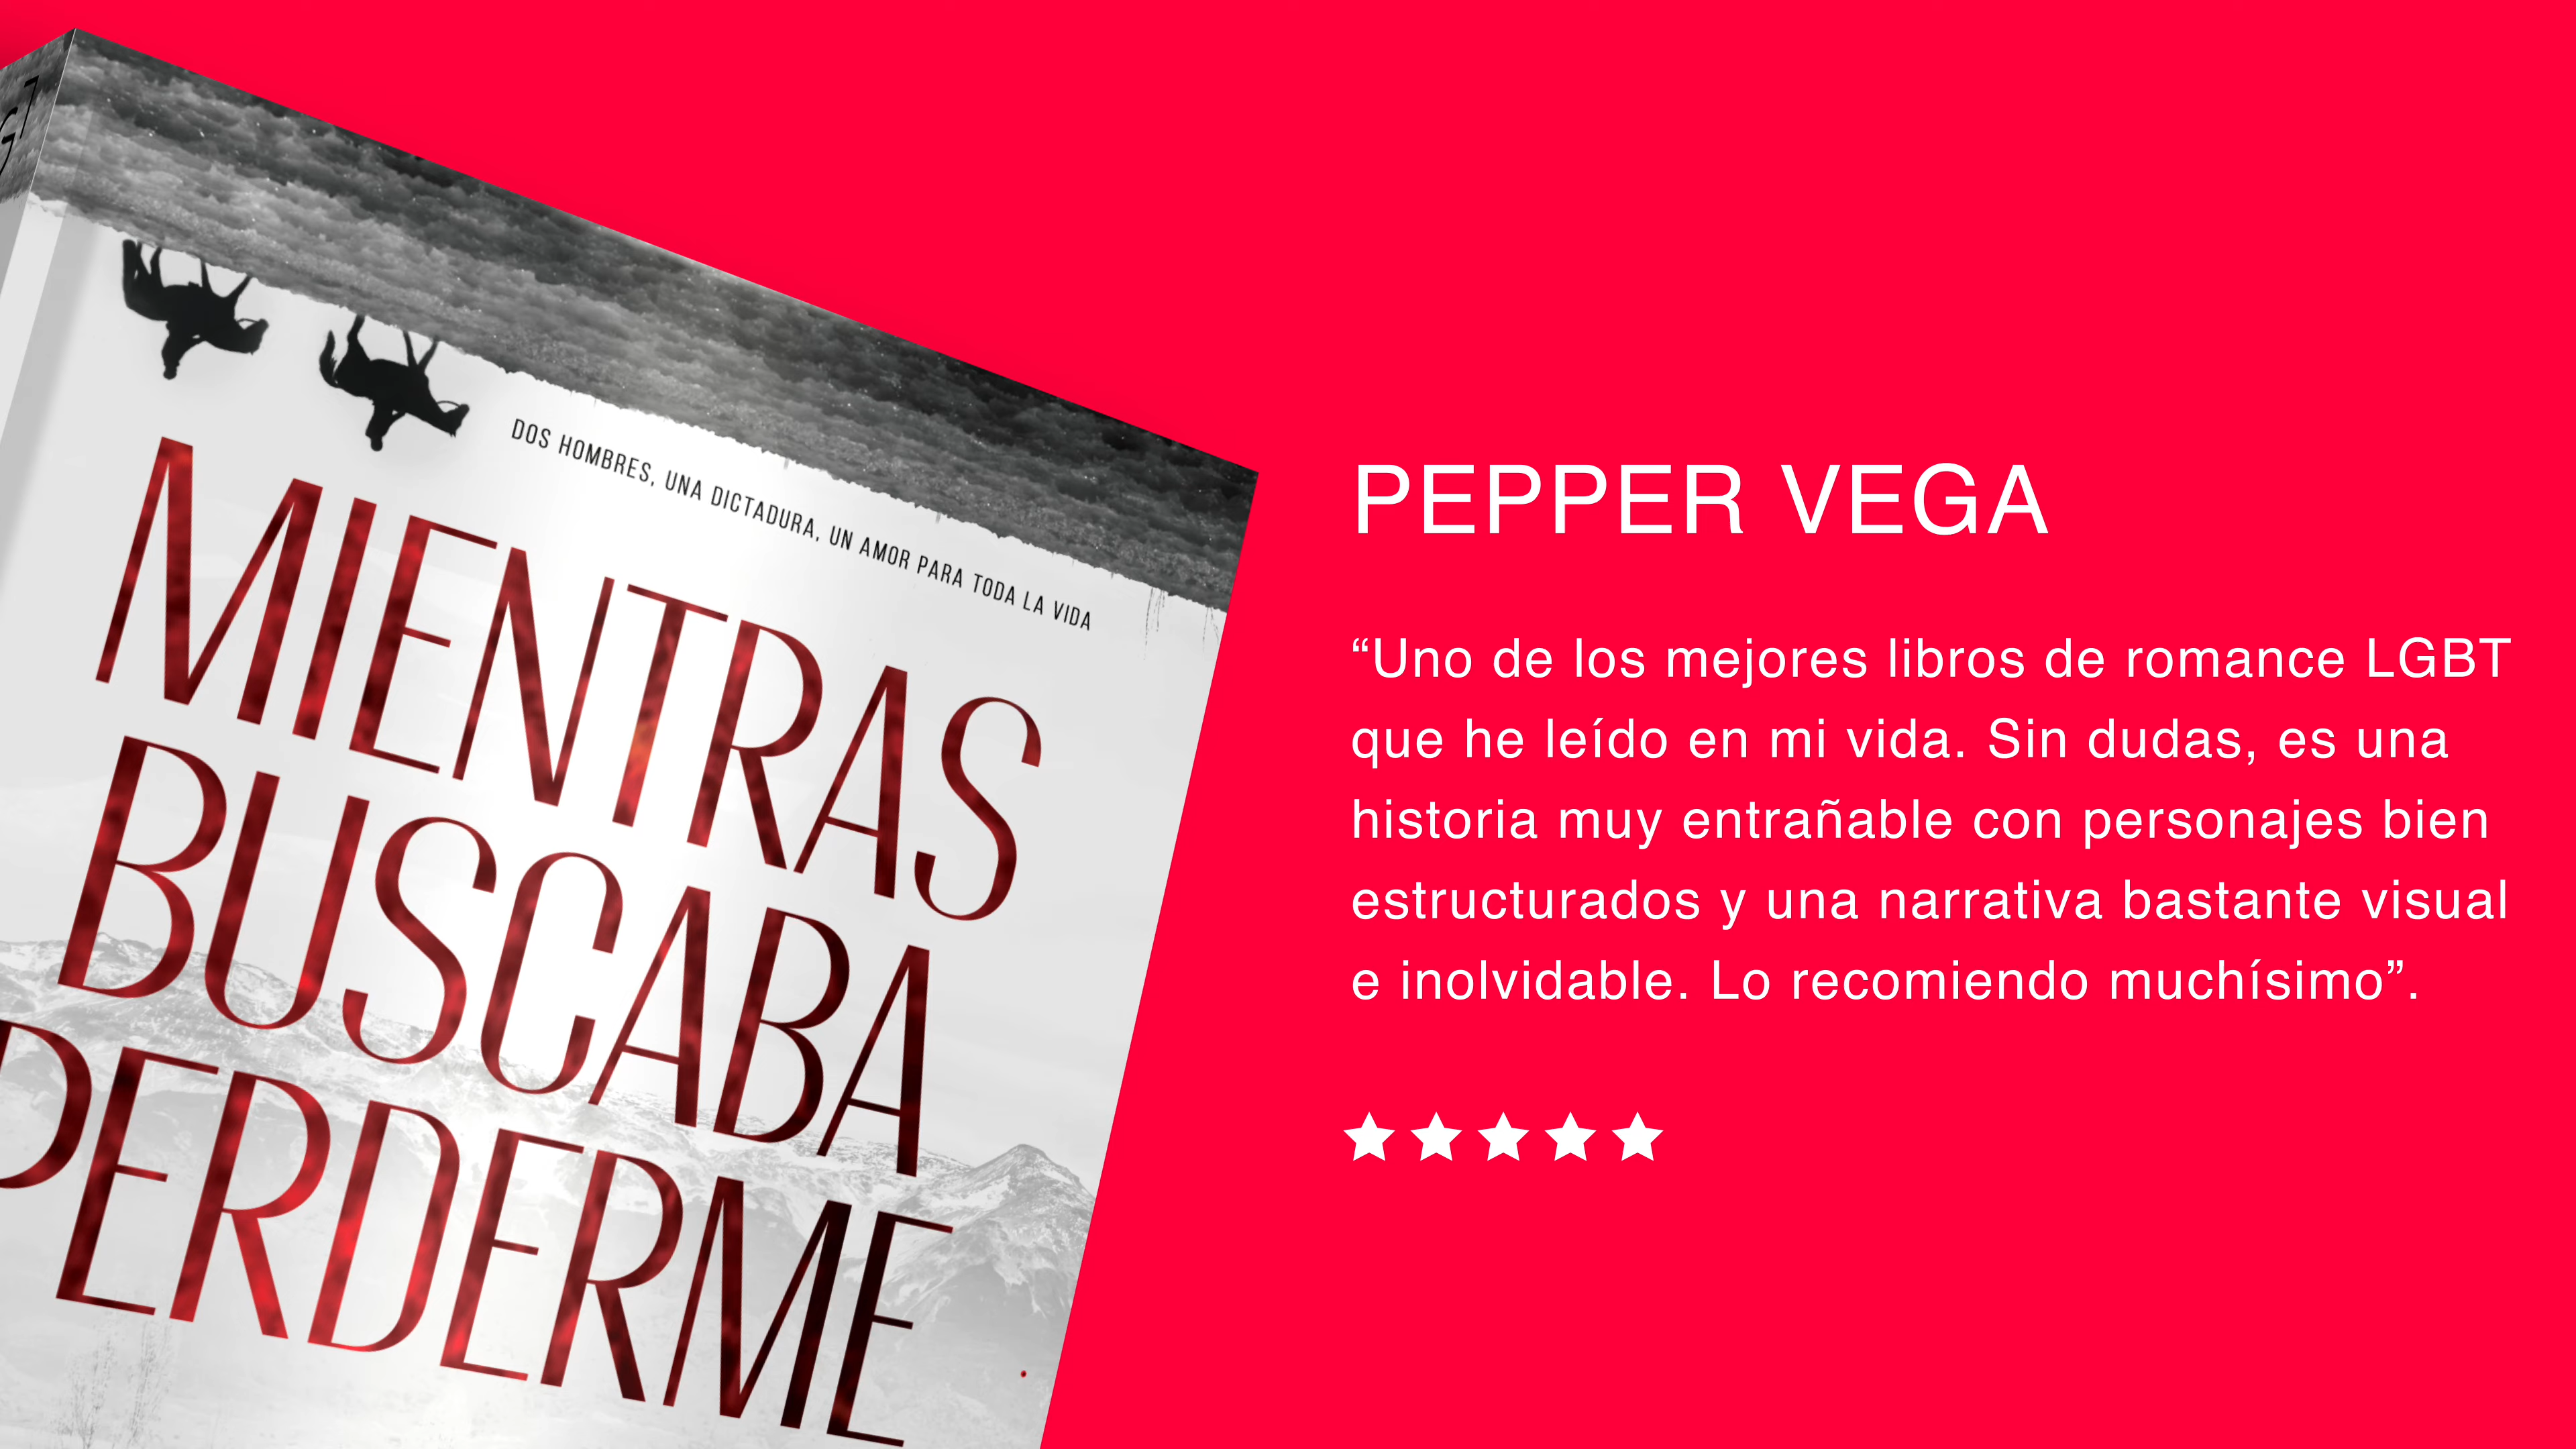 DOS HOMBRES, UNA DICTADURA, UN AMOR PARA TODA LA VIDA
MIENTRAS
BUSCABA
PERDERME
PEPPER VEGA
“Uno de los mejores libros de romance LGBT
que he leído en mi vida. Sin dudas, es una
historia muy entrañable con personajes bien
estructurados y una narrativa bastante visual
e inolvidable. Lo recomiendo muchísimo”.